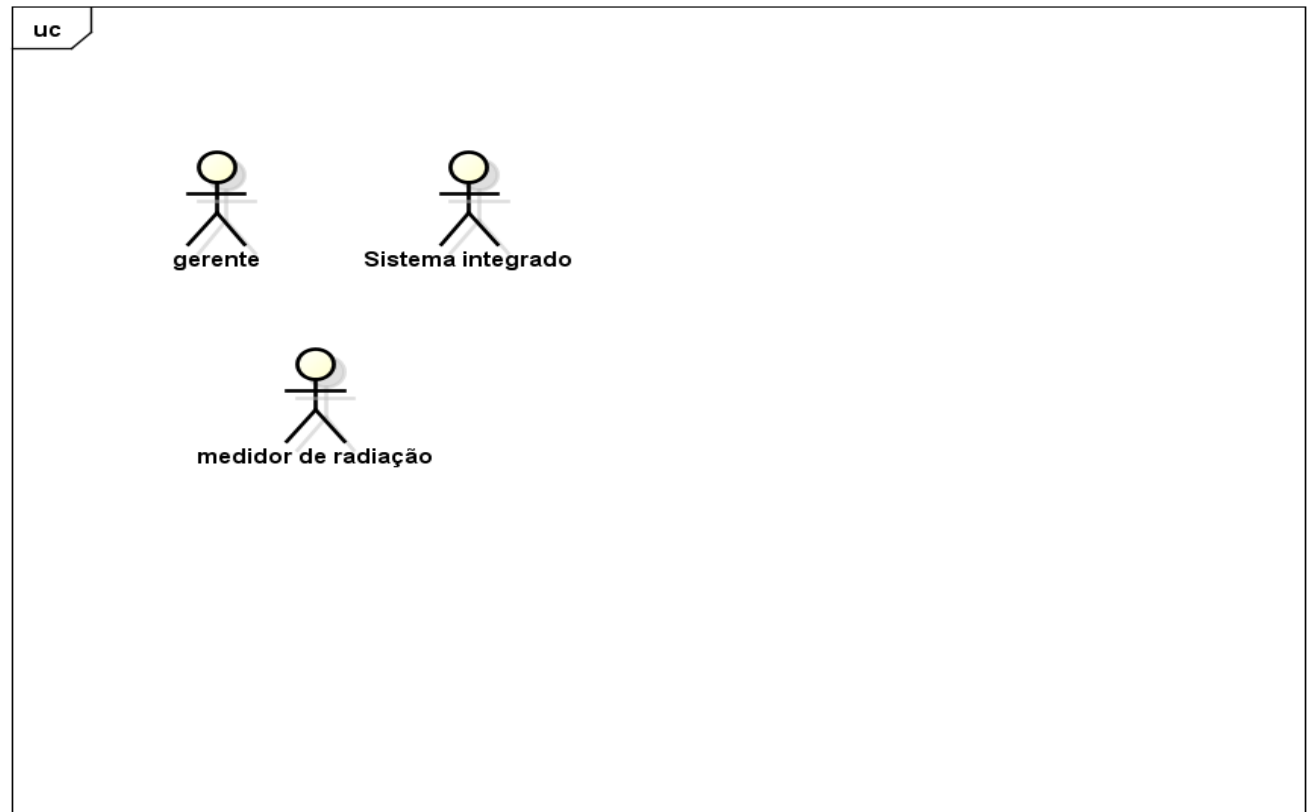 uc
gerente
Sistema integrado
medidor de radiação